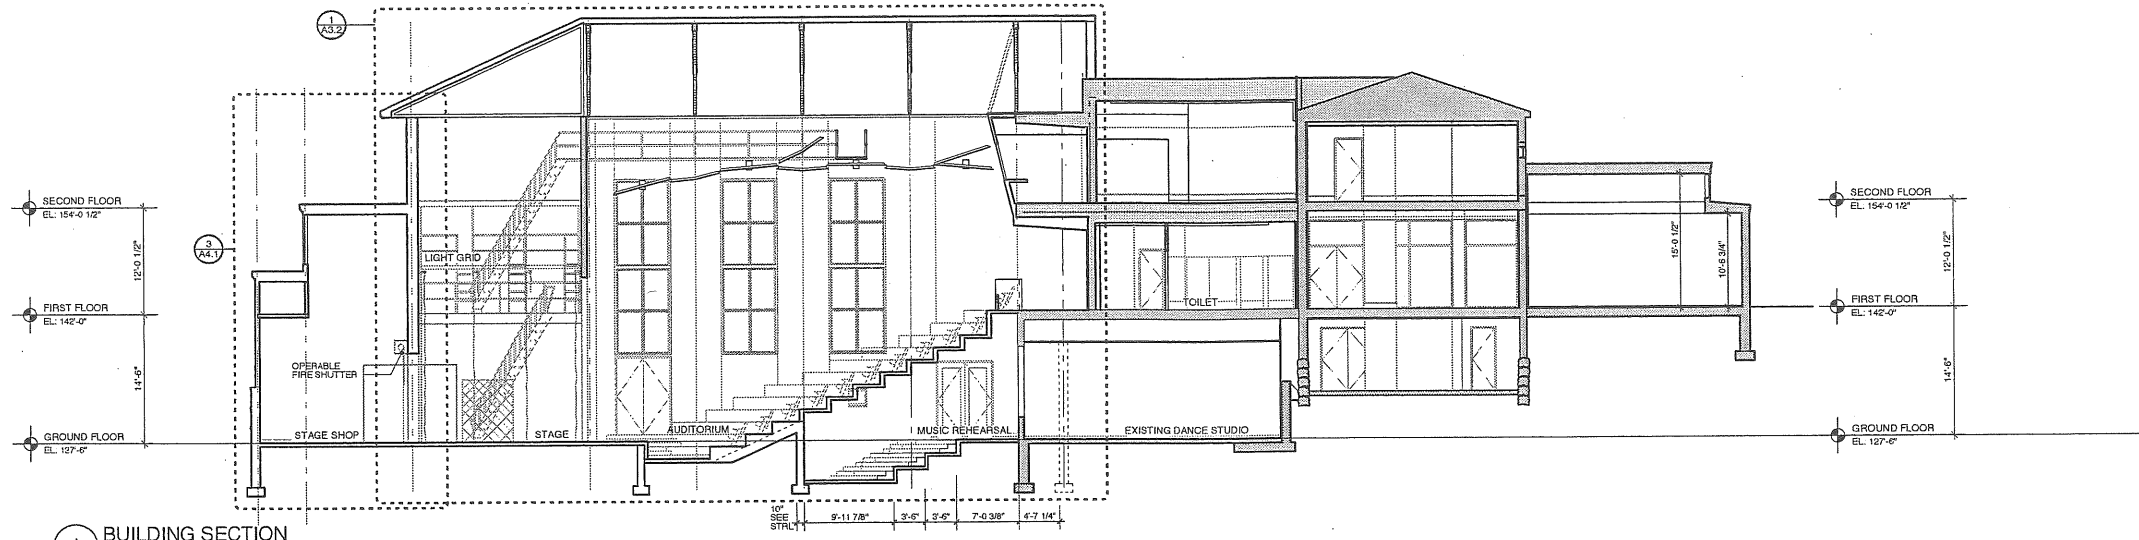 1
A3.2
SECOND FLOOR
EL: 154'-0 1/2"
12'-0 1/2"
3
A4.1
FIRST FLOOR
EL: 142'-0"
14'-6"
GROUND FLOOR
EL: 127'-6"
LIGHT GRID
OPERABLE
FIRE SHUTTER
STAGE SHOP
STAGE
AUDITORIUM
MUSIC REHEARSAL
EXISTING DANCE STUDIO
TOILET
15'-0 1/2"
10'-6 3/4"
SECOND FLOOR
EL: 154'-0 1/2"
12'-0 1/2"
FIRST FLOOR
EL: 142'-0"
14'-6"
GROUND FLOOR
EL: 127'-6"
10"
SEE
STRL
9'-11 7/8"
3'-6"
3'-6"
7'-0 3/8"
4'-7 1/4"
BUILDING SECTION